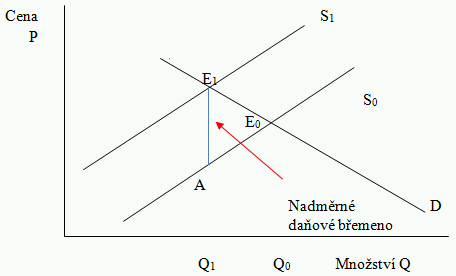 Cena
P
S₁
E₁
S₀
E₀
A
Nadměrné
daňové břemeno
D
Q₁
Q₀
Množství Q